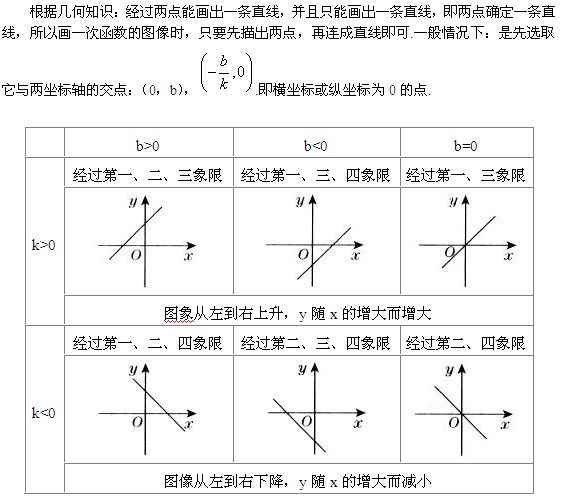 根据几何知识：经过两点能画出一条直线，并且只能画出一条直线，即两点确定一条直
线，所以画一次函数的图像时，只要先描出两点，再连成直线即可.一般情况下：是先选取
它与两坐标轴的交点：（0，b），(-b/k,0).即横坐标或纵坐标为 0 的点.
b>0 b<0 b=0
经过第一、二、三象限 经过第一、三、四象限 经过第一、三象限
k>0
y y y
O x O x O x
图象从左到右上升，y 随 x 的增大而增大
经过第一、二、四象限 经过第二、三、四象限 经过第二、四象限
k<0
y y y
O x O x O x
图像从左到右下降，y 随 x 的增大而减小